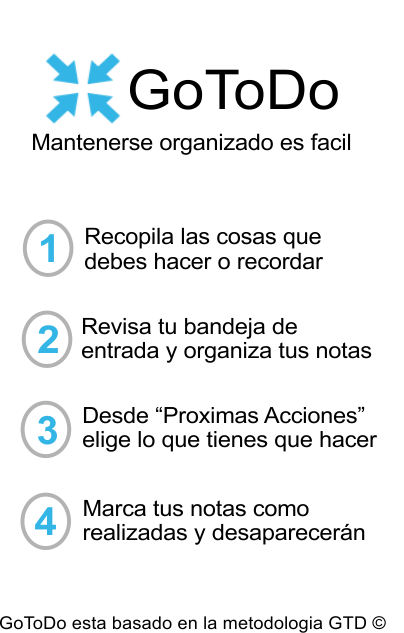 GoToDo
Mantenerse organizado es facil
1
Recopila las cosas que
debes hacer o recordar
2
Revisa tu bandeja de
entrada y organiza tus notas
3
Desde “Proximas Acciones”
elige lo que tienes que hacer
4
Marca tus notas como
realizadas y desaparecerán
GoToDo esta basado en la metodologia GTD ©